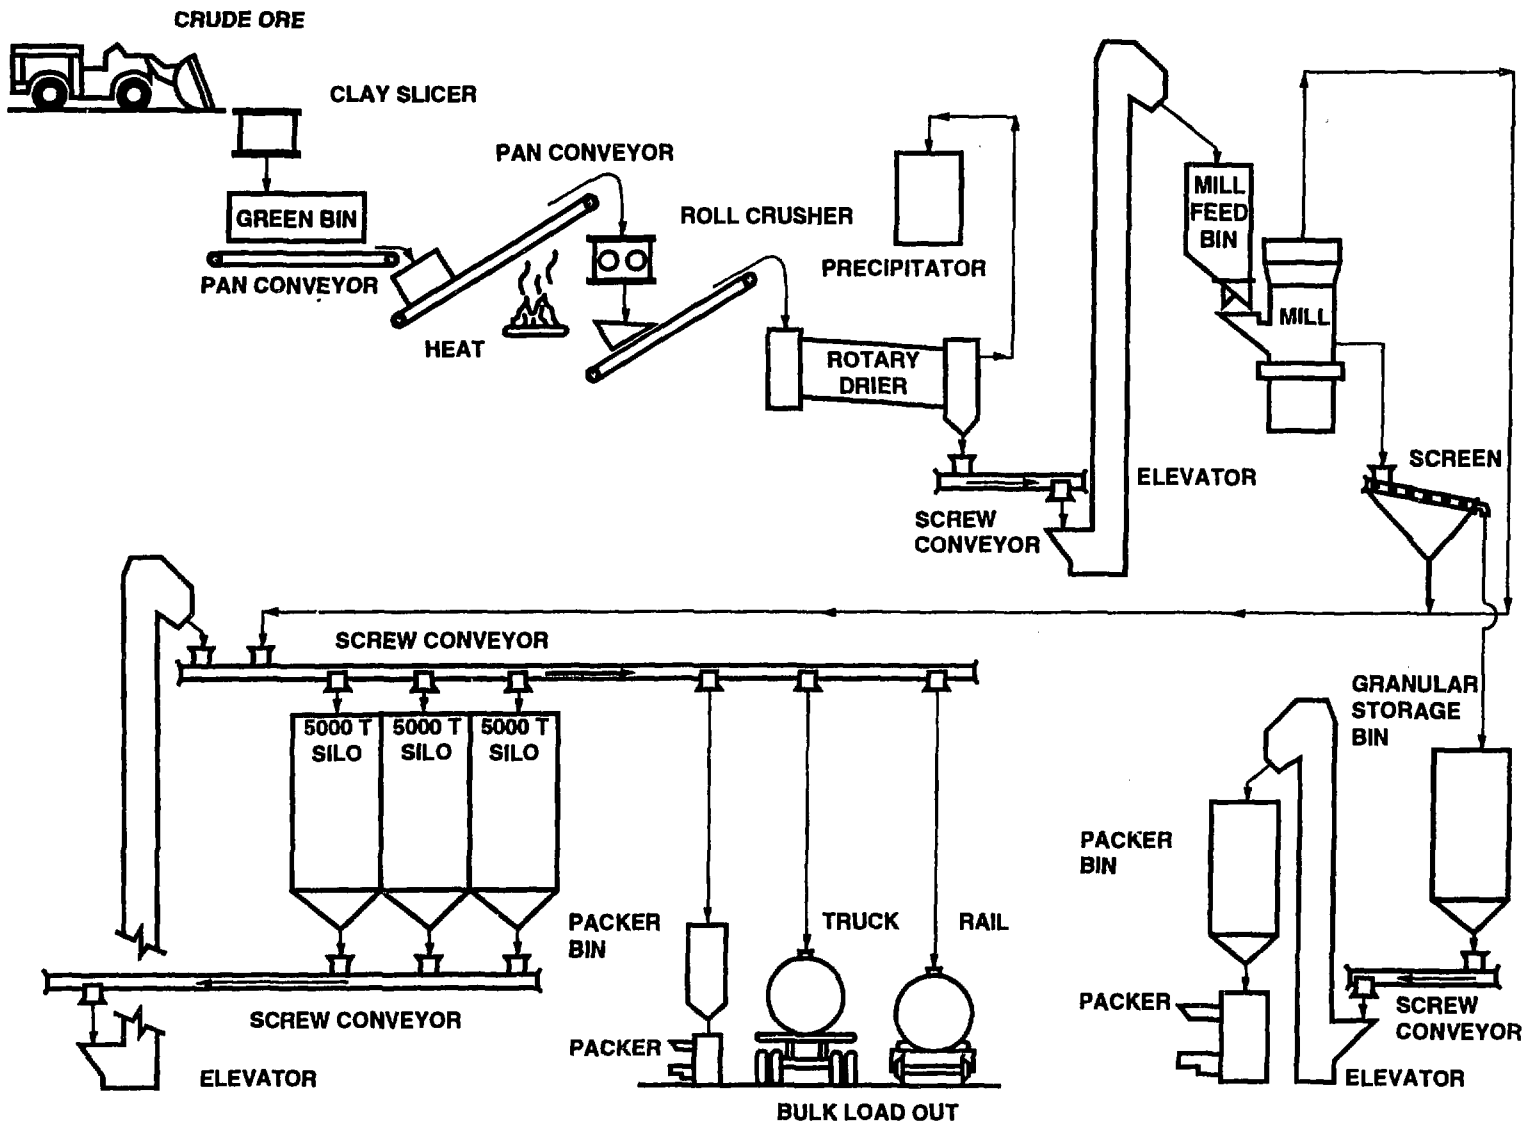 CRUDE ORE
CLAY SLICER
PAN CONVEYOR
ROLL CRUSHER
GREEN BIN
PAN CONVEYOR
HEAT
PRECIPITATOR
ROTARY
DRIER
MILL
FEED
BIN
MILL
SCREEN
ELEVATOR
SCREW
CONVEYOR
SCREW CONVEYOR
5000 T
SILO
5000 T
SILO
5000 T
SILO
GRANULAR
STORAGE
BIN
PACKER
BIN
PACKER
BIN
TRUCK
RAIL
PACKER
SCREW
CONVEYOR
SCREW CONVEYOR
PACKER
ELEVATOR
ELEVATOR
BULK LOAD OUT